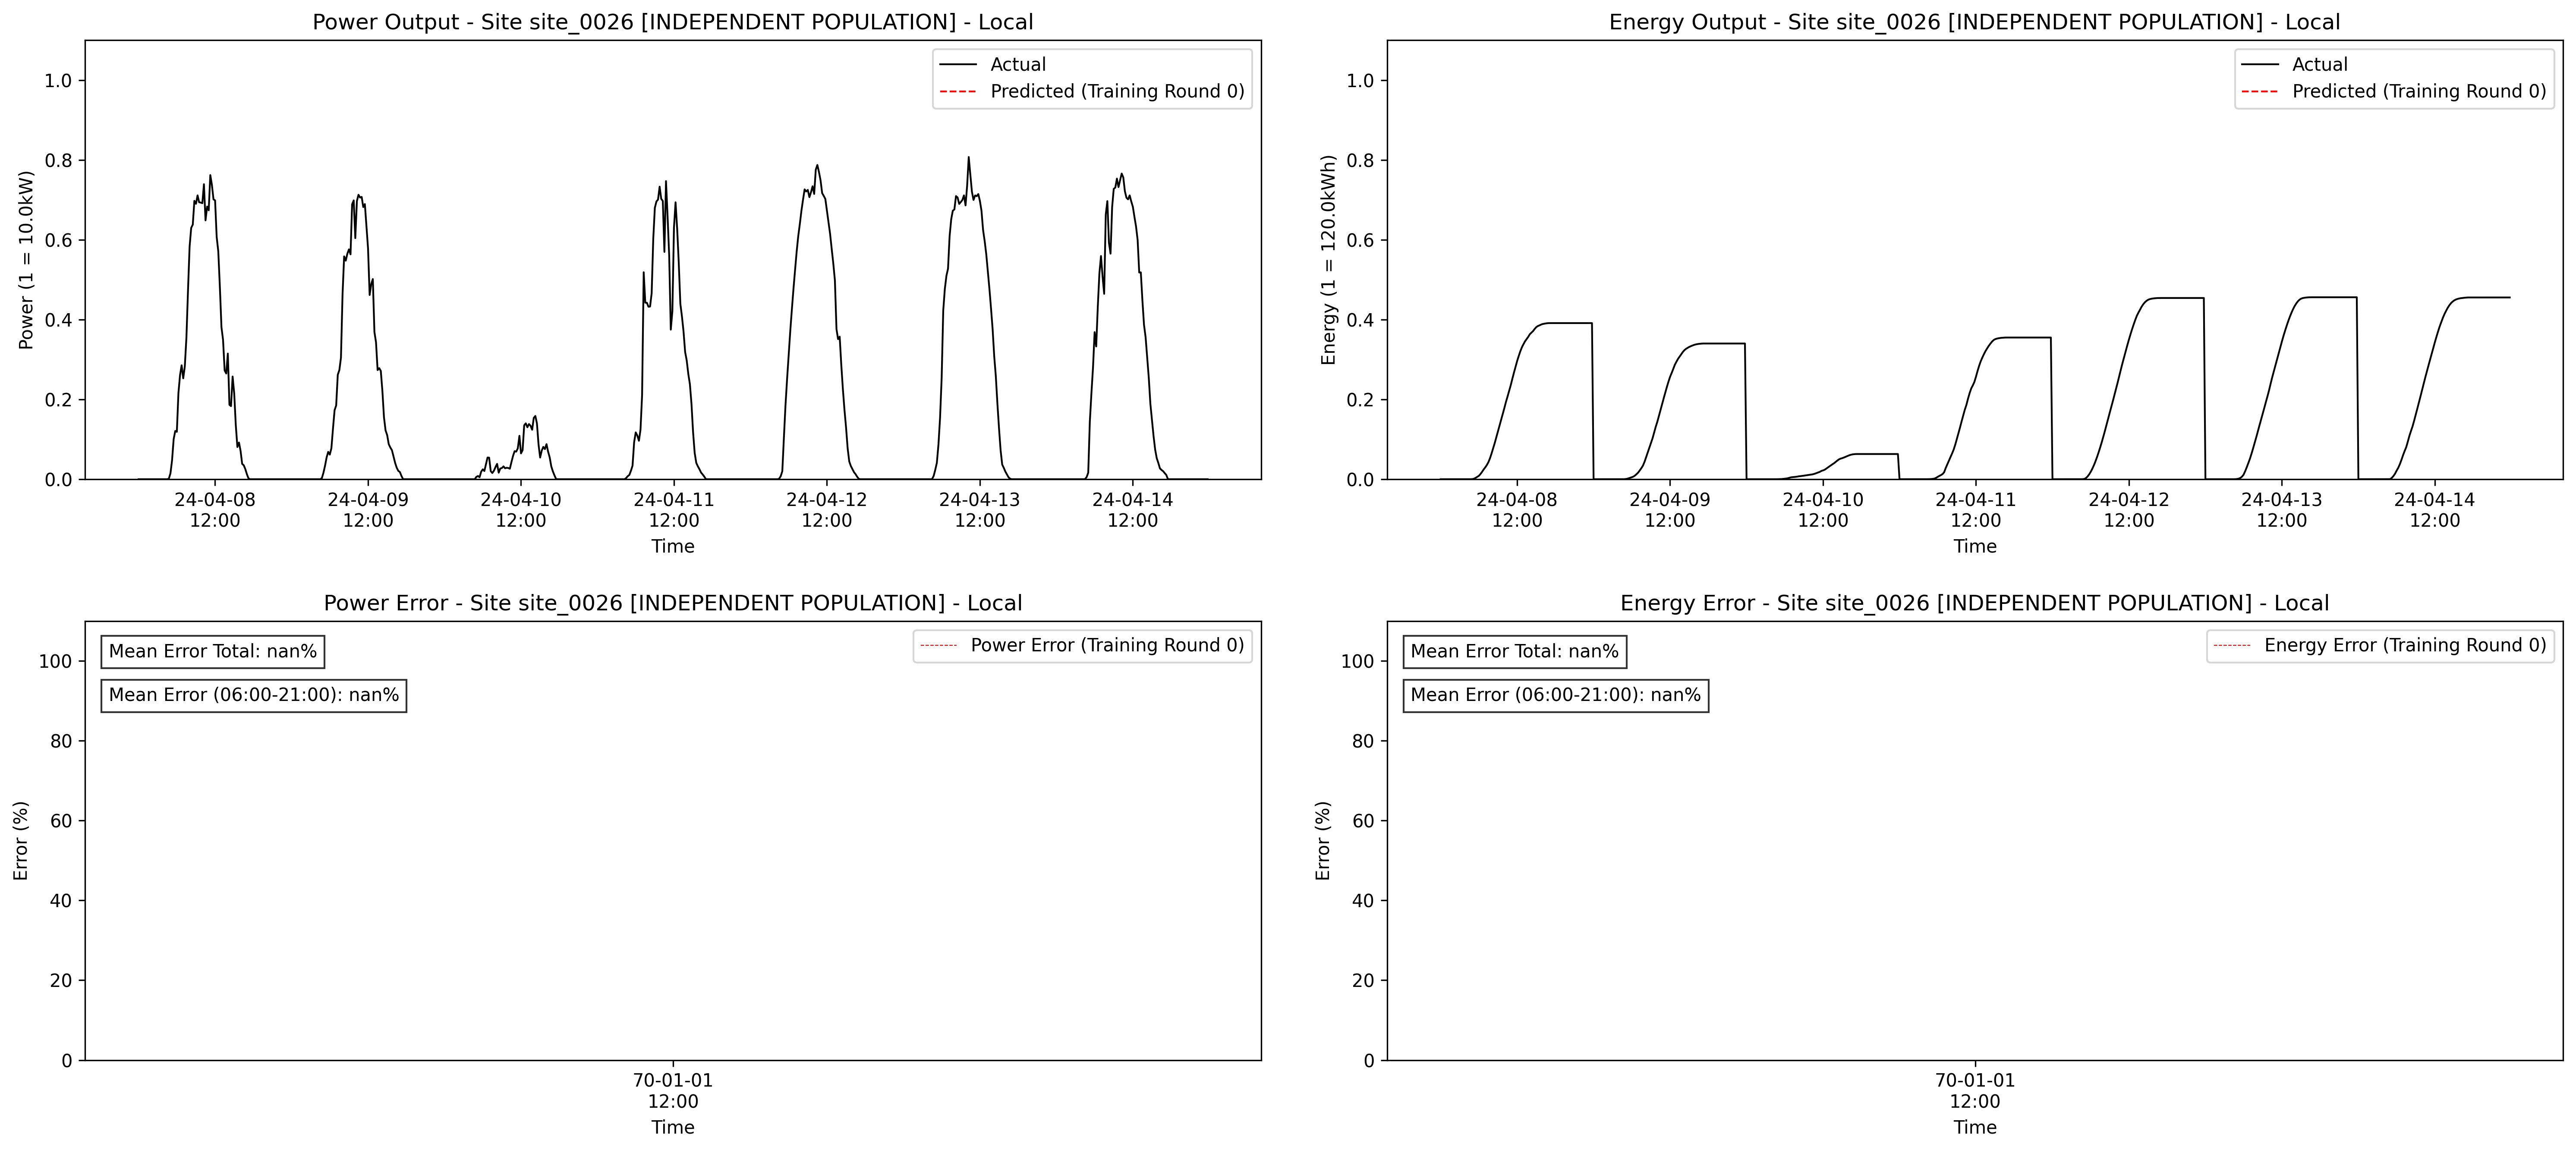 Power Output - Site site_0026 [INDEPENDENT POPULATION] - Local
Actual
Predicted (Training Round 0)
Power (1 = 10.0kW)
1.0
0.8
0.6
0.4
0.2
0.0
24-04-08
12:00
24-04-09
12:00
24-04-10
12:00
24-04-11
12:00
24-04-12
12:00
24-04-13
12:00
24-04-14
12:00
Time
Energy Output - Site site_0026 [INDEPENDENT POPULATION] - Local
Actual
Predicted (Training Round 0)
Energy (1 = 120.0kWh)
1.0
0.8
0.6
0.4
0.2
0.0
24-04-08
12:00
24-04-09
12:00
24-04-10
12:00
24-04-11
12:00
24-04-12
12:00
24-04-13
12:00
24-04-14
12:00
Time
Power Error - Site site_0026 [INDEPENDENT POPULATION] - Local
Mean Error Total: nan%
Mean Error (06:00-21:00): nan%
Power Error (Training Round 0)
Error (%)
100
80
60
40
20
0
70-01-01
12:00
Time
Energy Error - Site site_0026 [INDEPENDENT POPULATION] - Local
Mean Error Total: nan%
Mean Error (06:00-21:00): nan%
Energy Error (Training Round 0)
Error (%)
100
80
60
40
20
0
70-01-01
12:00
Time